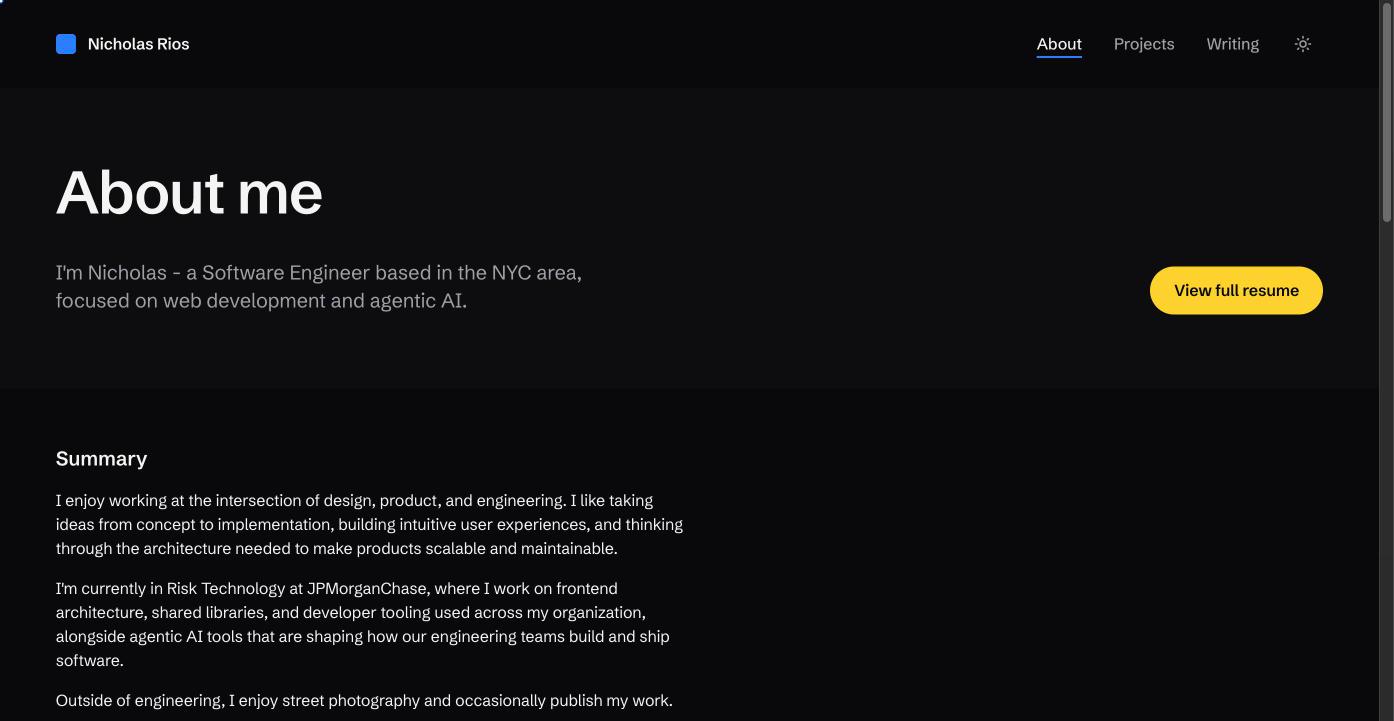 Nicholas Rios
About
Projects
Writing
About me
I'm Nicholas - a Software Engineer based in the NYC area,
focused on web development and agentic AI.
View full resume
Summary
I enjoy working at the intersection of design, product, and engineering. I like taking
ideas from concept to implementation, building intuitive user experiences, and thinking
through the architecture needed to make products scalable and maintainable.
I'm currently in Risk Technology at JPMorganChase, where I work on frontend
architecture, shared libraries, and developer tooling used across my organization,
alongside agentic AI tools that are shaping how our engineering teams build and ship
software.
Outside of engineering, I enjoy street photography and occasionally publish my work.